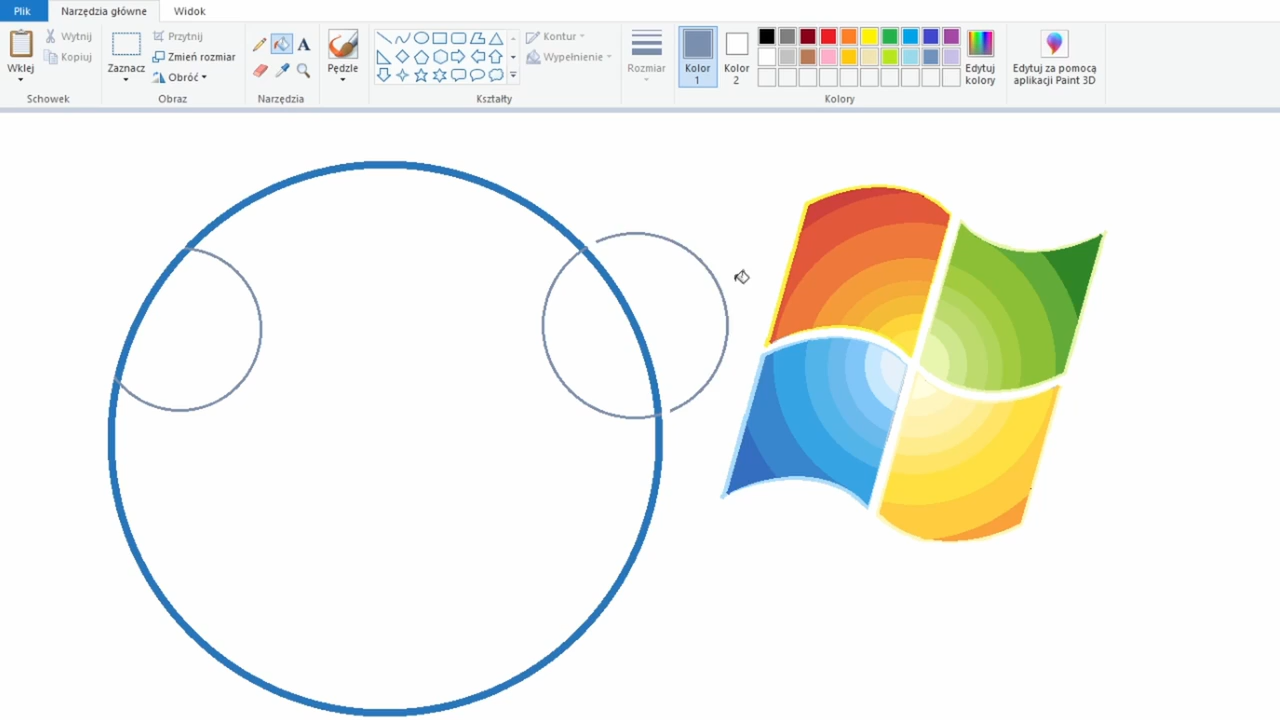 Plik Narzędzia główne Widok
Wklej
Wytnij
Kopiuj
Schowek
Zaznacz
Przytnij
Zmień rozmiar
Obróć
Obraz
A
Narzędzia
Pędzle
Kontur
Wypełnienie
Kształty
Rozmiar
Kolor
1
Kolor
2
Edytuj
kolory
Kolory
Edytuj za pomocą
aplikacji Paint 3D